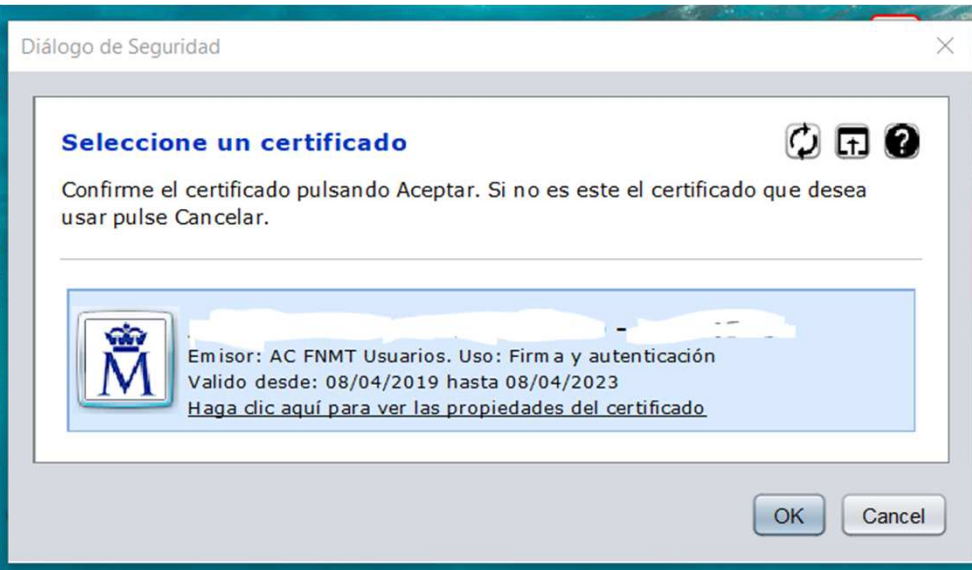 Diálogo de Seguridad
Seleccione un certificado
Confirme el certificado pulsando Aceptar. Si no es este el certificado que desea
usar pulse Cancelar.
-
Emisor: AC FNMT Usuarios. Uso: Firma y autenticación
Valido desde: 08/04/2019 hasta 08/04/2023
Haga clic aquí para ver las propiedades del certificado
OK
Cancel